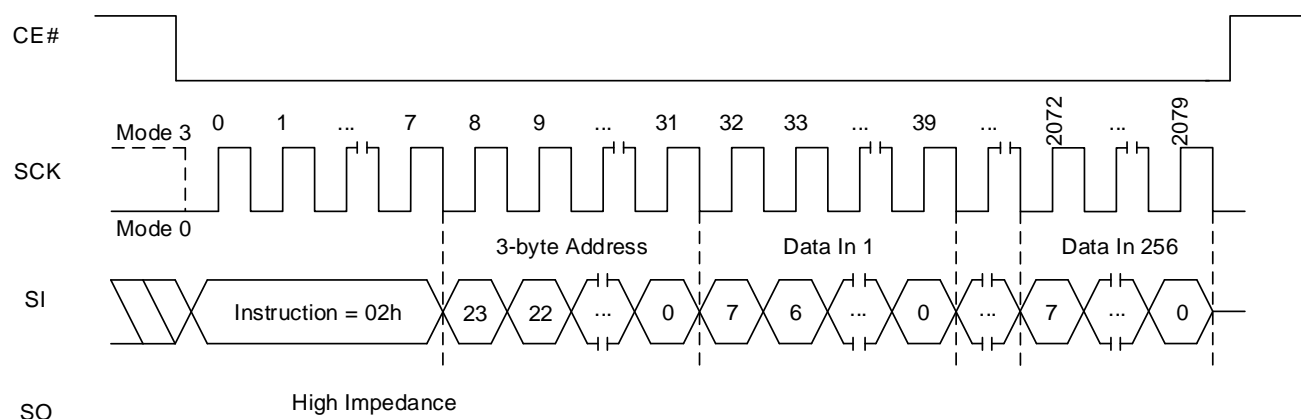 CE#
Mode 3 0 1 ... 7 8 9 ... 31 32 33 ... 39 ... 2072 ... 2079
SCK
Mode 0
3-byte Address Data In 1 Data In 256
SI Instruction = 02h 23 22 ... 0 7 6 ... 0 ... 7 ... 0
High Impedance
SO